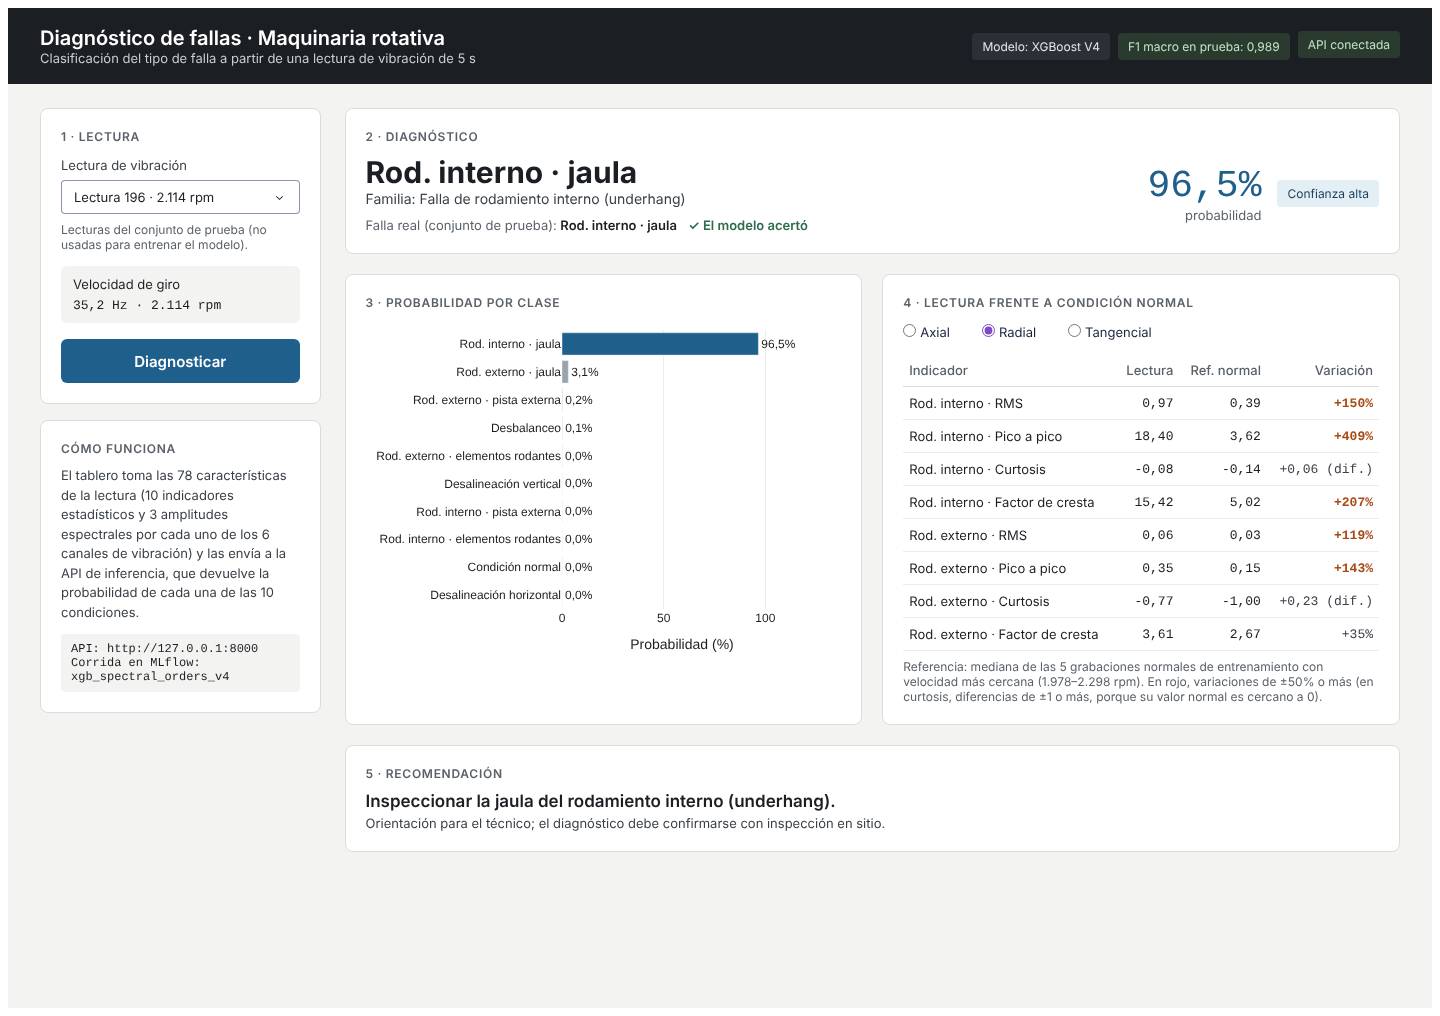 Diagnóstico de fallas · Maquinaria rotativa
Clasificación del tipo de falla a partir de una lectura de vibración de 5 s
Modelo: XGBoost V4
F1 macro en prueba: 0,989
API conectada
1 · LECTURA
Lectura de vibración
Lectura 196 · 2.114 rpm
Lecturas del conjunto de prueba (no
usadas para entrenar el modelo).
Velocidad de giro
35,2 Hz · 2.114 rpm
Diagnosticar
CÓMO FUNCIONA
El tablero toma las 78 características
de la lectura (10 indicadores
estadísticos y 3 amplitudes
espectrales por cada uno de los 6
canales de vibración) y las envía a la
API de inferencia, que devuelve la
probabilidad de cada una de las 10
condiciones.
API: http://127.0.0.1:8000
Corrida en MLflow:
xgb_spectral_orders_v4
2 · DIAGNÓSTICO
Rod. interno · jaula
Familia: Falla de rodamiento interno (underhang)
Falla real (conjunto de prueba): Rod. interno · jaula ✓ El modelo acertó
96,5%
probabilidad
Confianza alta
3 · PROBABILIDAD POR CLASE
Rod. interno · jaula 96,5%
Rod. externo · jaula 3,1%
Rod. externo · pista externa 0,2%
Desbalanceo 0,1%
Rod. externo · elementos rodantes 0,0%
Desalineación vertical 0,0%
Rod. interno · pista externa 0,0%
Rod. interno · elementos rodantes 0,0%
Condición normal 0,0%
Desalineación horizontal 0,0%
0 50 100
Probabilidad (%)
4 · LECTURA FRENTE A CONDICIÓN NORMAL
Axial Radial Tangencial
Indicador Lectura Ref. normal Variación
Rod. interno · RMS 0,97 0,39 +150%
Rod. interno · Pico a pico 18,40 3,62 +409%
Rod. interno · Curtosis -0,08 -0,14 +0,06 (dif.)
Rod. interno · Factor de cresta 15,42 5,02 +207%
Rod. externo · RMS 0,06 0,03 +119%
Rod. externo · Pico a pico 0,35 0,15 +143%
Rod. externo · Curtosis -0,77 -1,00 +0,23 (dif.)
Rod. externo · Factor de cresta 3,61 2,67 +35%
Referencia: mediana de las 5 grabaciones normales de entrenamiento con
velocidad más cercana (1.978–2.298 rpm). En rojo, variaciones de ±50% o más (en
curtosis, diferencias de ±1 o más, porque su valor normal es cercano a 0).
5 · RECOMENDACIÓN
Inspeccionar la jaula del rodamiento interno (underhang).
Orientación para el técnico; el diagnóstico debe confirmarse con inspección en sitio.